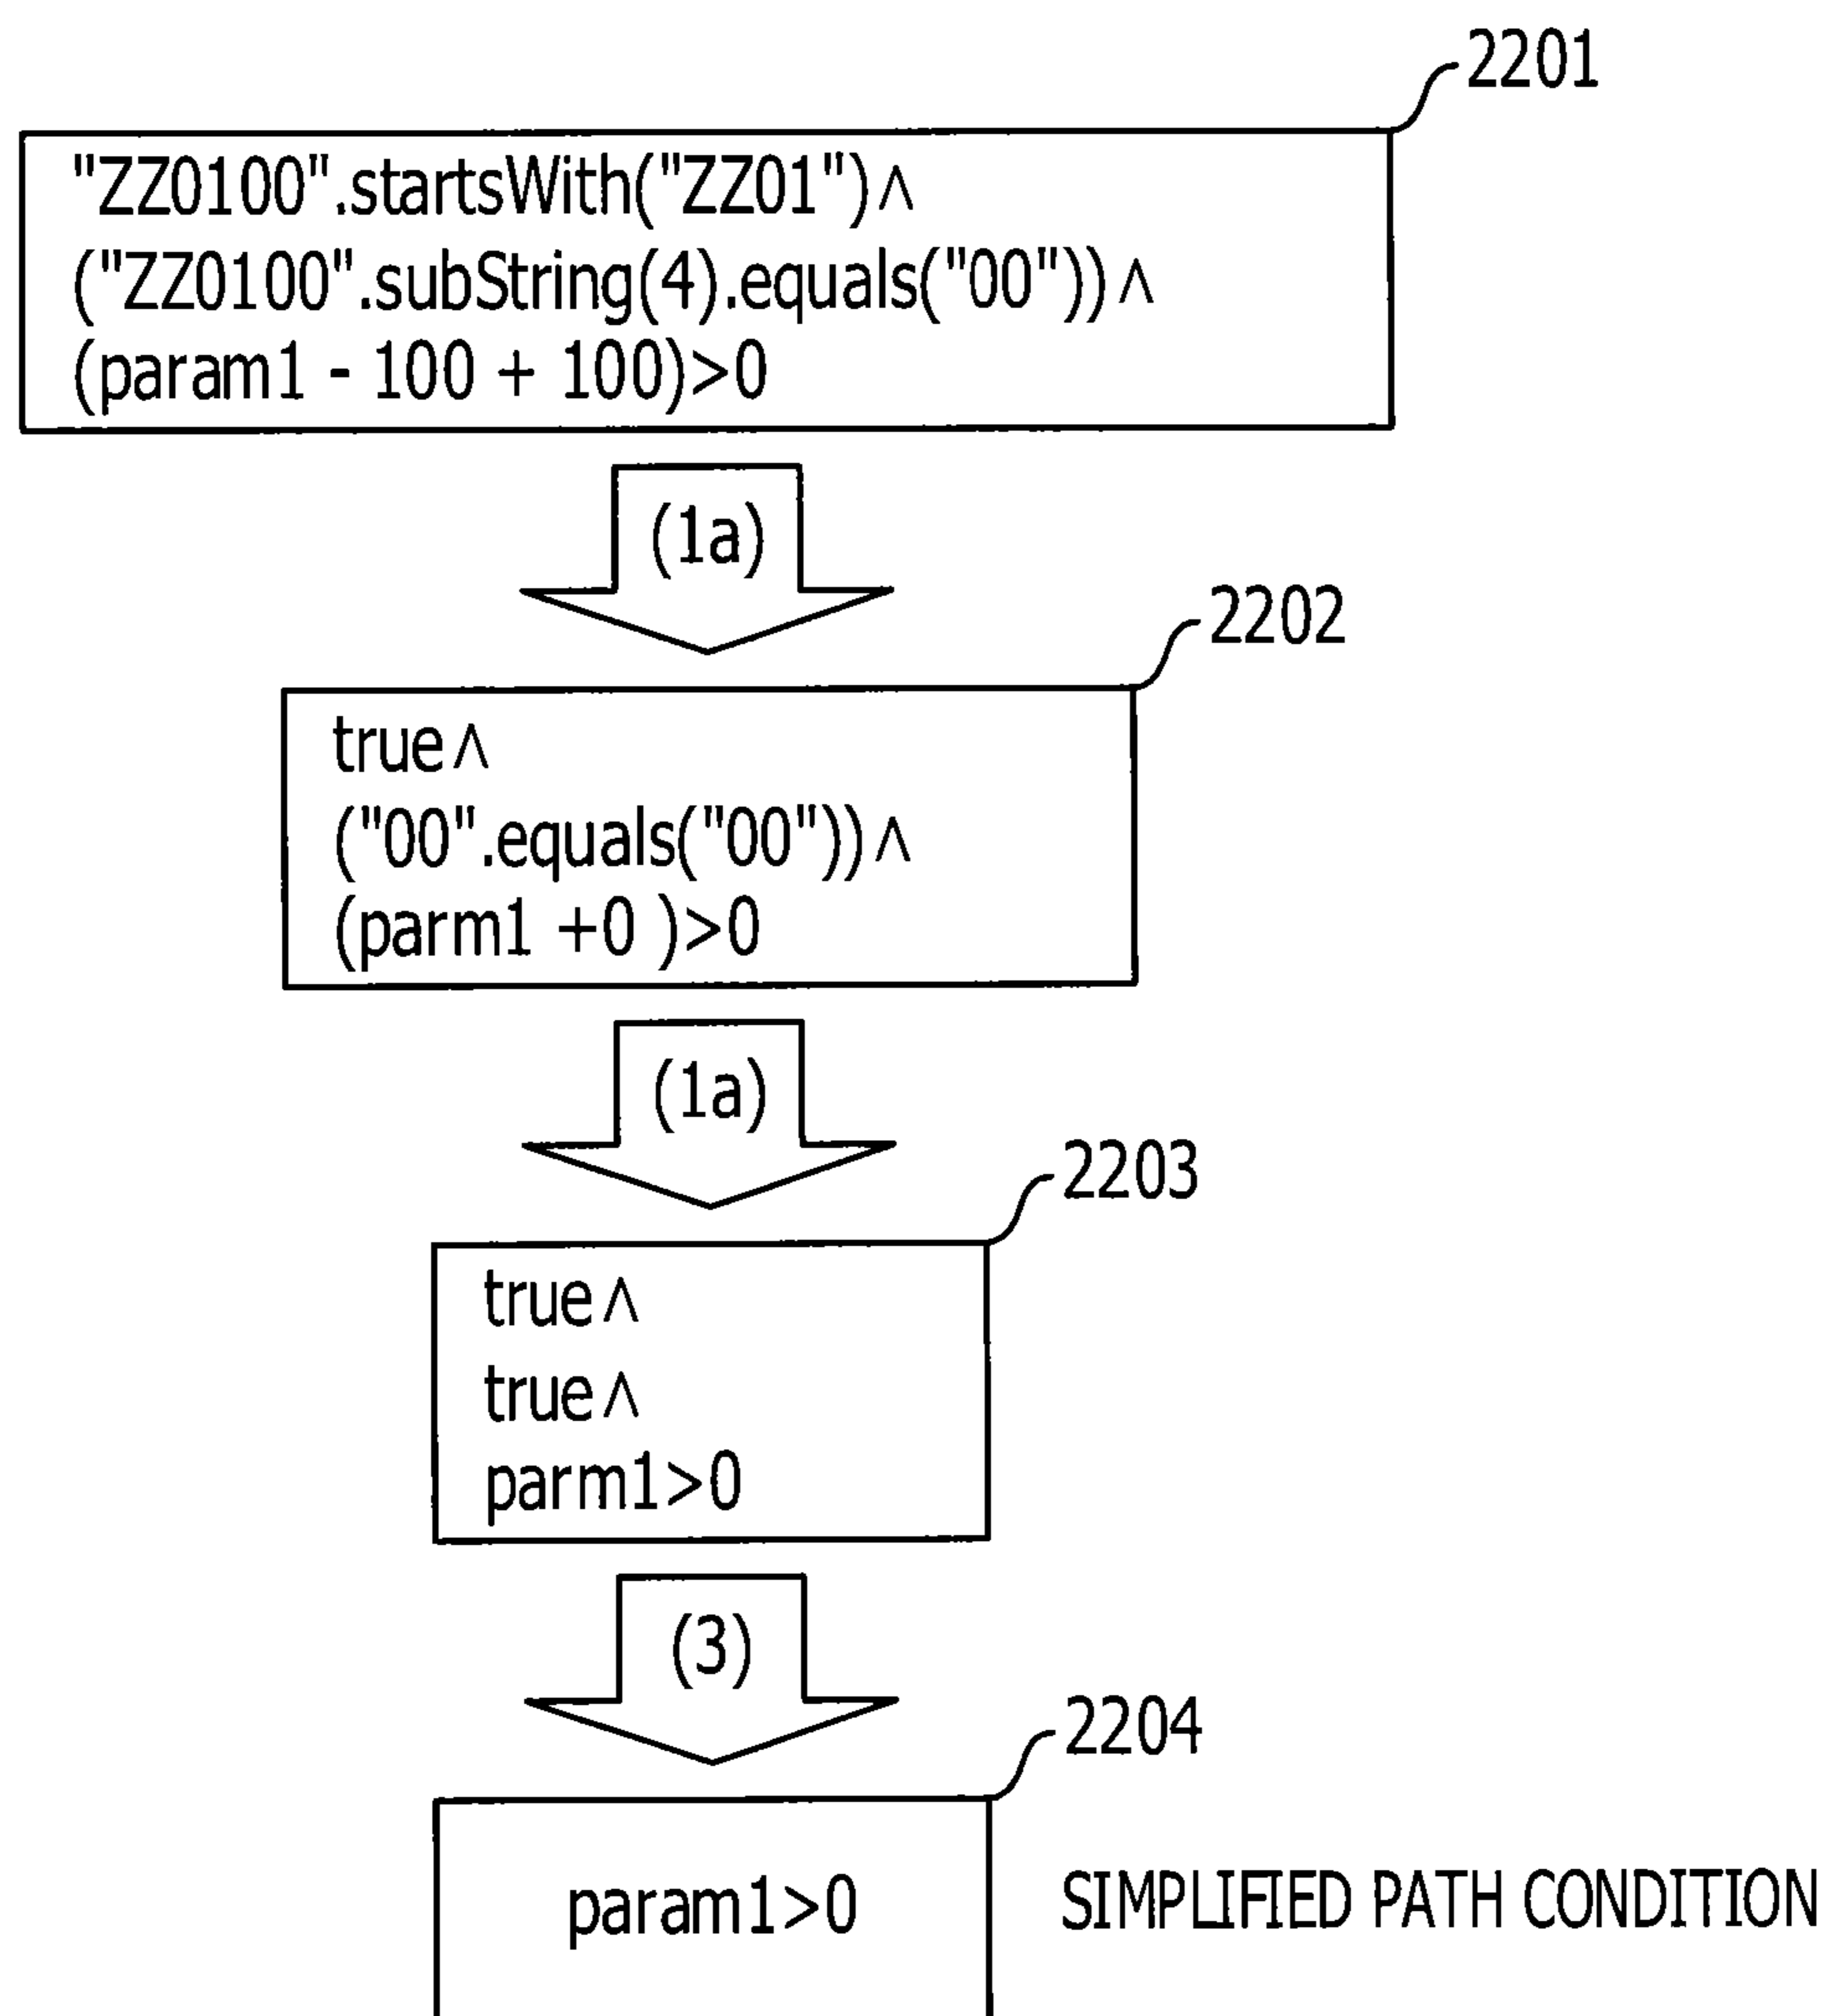 2201
"ZZ0100".startsWith("ZZ01")∧
("ZZ0100".subString(4).equals("00"))∧
(param1 - 100 + 100)>0
(1a)
2202
true∧
("00".equals("00"))∧
(parm1 +0 )>0
(1a)
2203
true∧
true∧
parm1>0
(3)
2204
param1>0
SIMPLIFIED PATH CONDITION